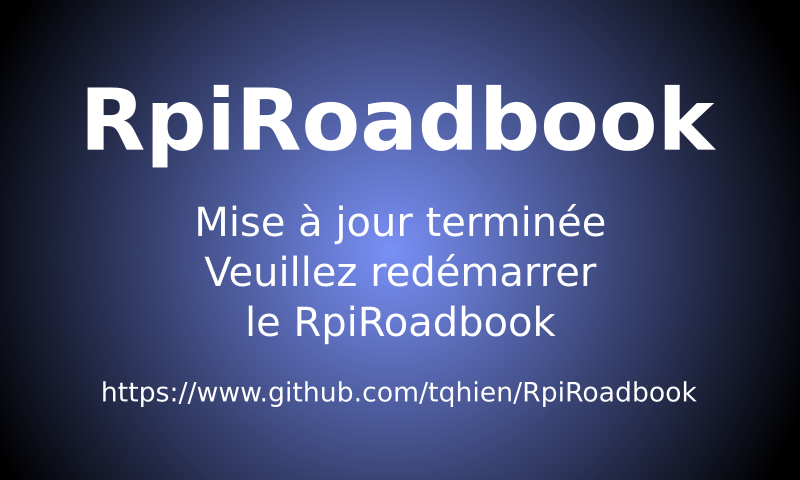 RpiRoadbook
Mise à jour terminée
Veuillez redémarrer
le RpiRoadbook
https://www.github.com/tqhien/RpiRoadbook